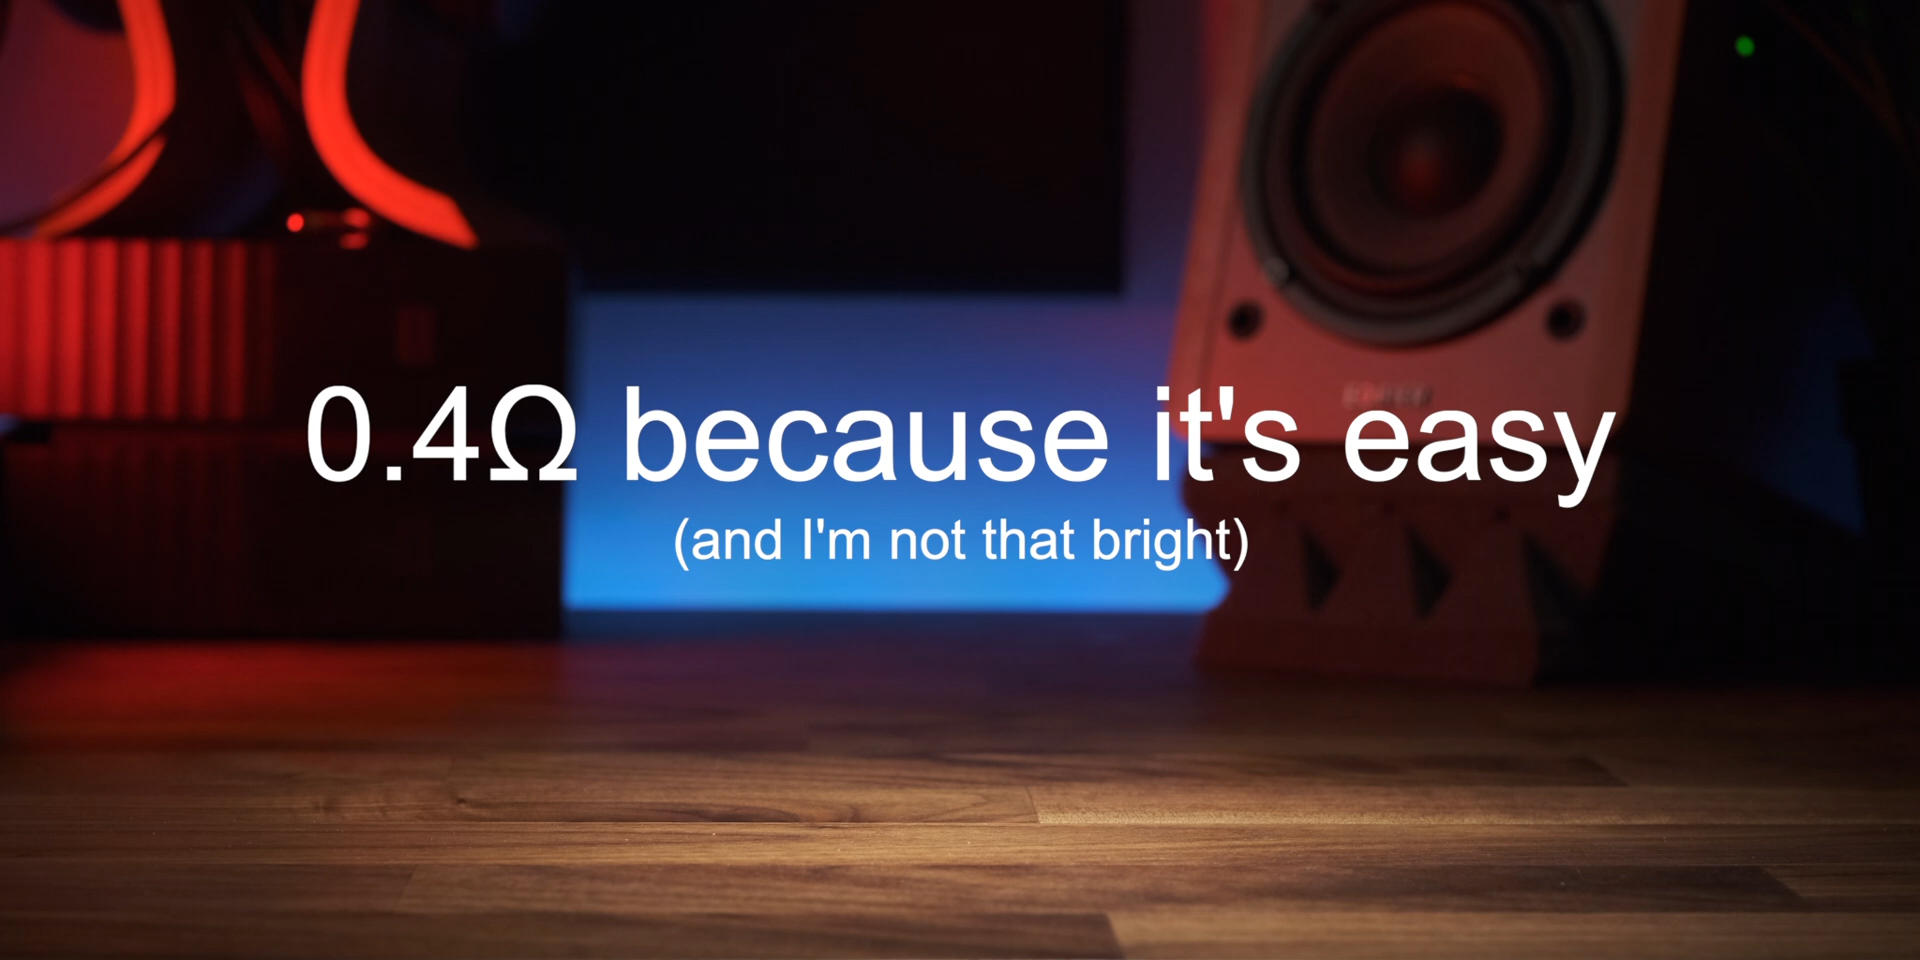 0.4Ω because it's easy
(and I'm not that bright)